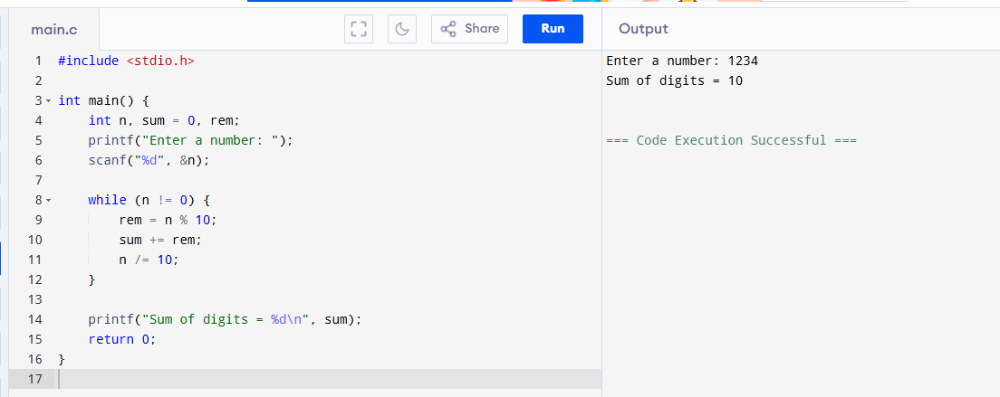 main.c
Share
Run
Output
1 #include <stdio.h>
2
3 int main() {
4     int n, sum = 0, rem;
5     printf("Enter a number: ");
6     scanf("%d", &n);
7
8     while (n != 0) {
9         rem = n % 10;
10         sum += rem;
11         n /= 10;
12     }
13
14     printf("Sum of digits = %d\n", sum);
15     return 0;
16 }
17
Enter a number: 1234
Sum of digits = 10
=== Code Execution Successful ===